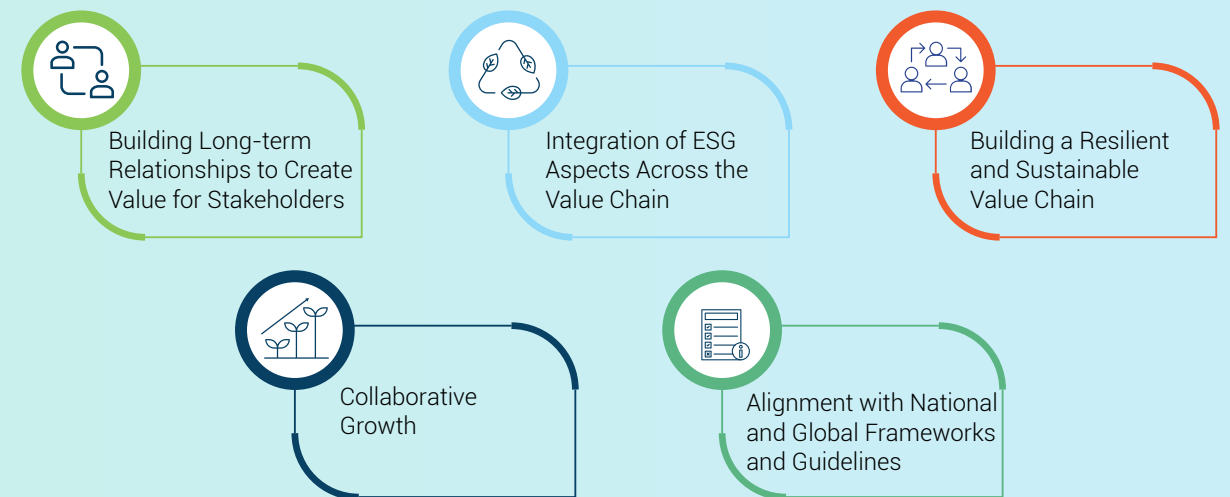 Building Long-term
Relationships to Create
Value for Stakeholders
Integration of ESG
Aspects Across the
Value Chain
Building a Resilient
and Sustainable
Value Chain
Collaborative
Growth
Alignment with National
and Global Frameworks
and Guidelines